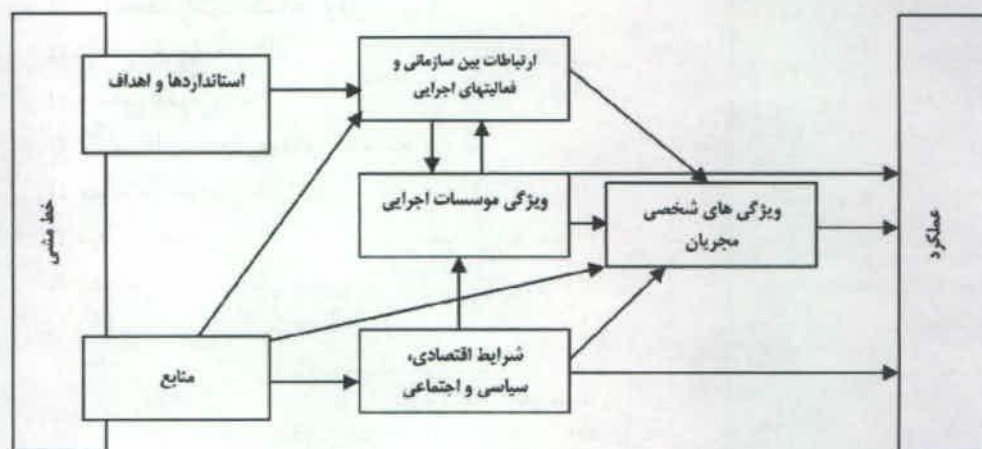 خط مشی
استانداردها و اهداف
منابع
ارتباطات بین سازمانی و
فعالیتهای اجرایی
ویژگی موسسات اجرایی
شرایط اقتصادی،
سیاسی و اجتماعی
ویژگی های شخصی
مجریان
عملکرد